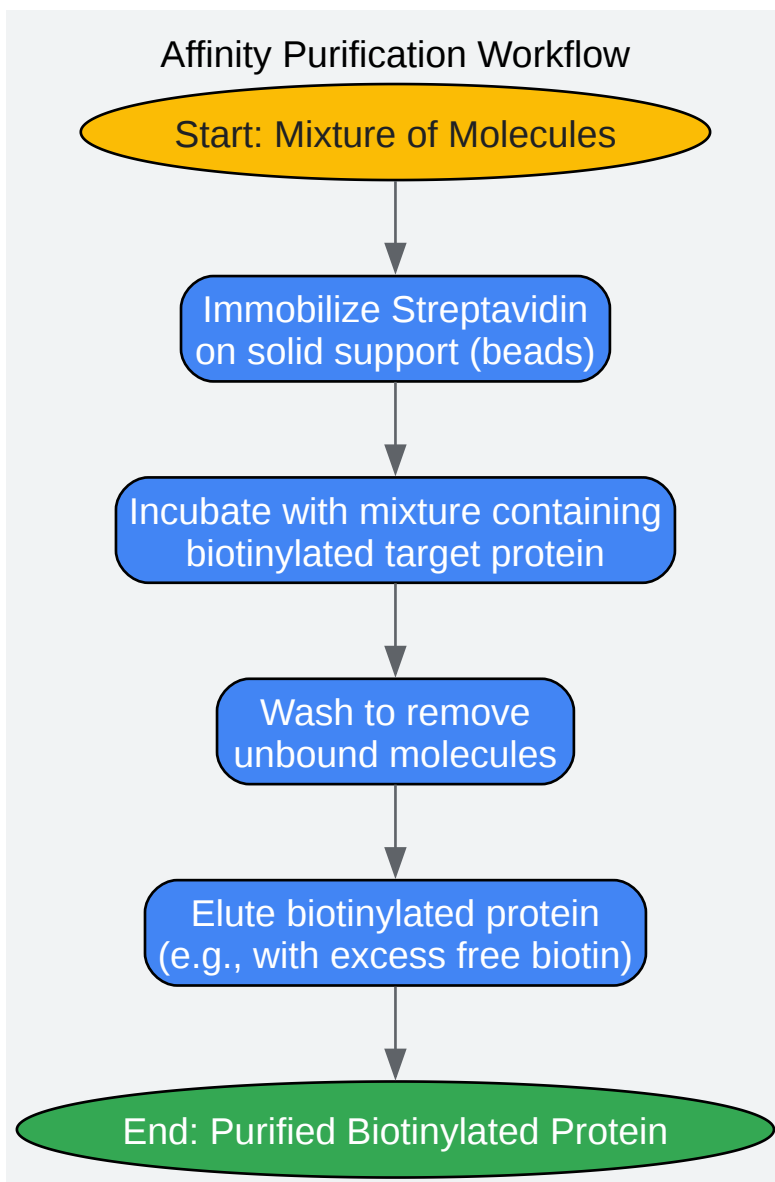 Affinity Purification Workflow
Start: Mixture of Molecules
Immobilize Streptavidin
on solid support (beads)
Incubate with mixture containing
biotinylated target protein
Wash to remove
unbound molecules
Elute biotinylated protein
(e.g., with excess free biotin)
End: Purified Biotinylated Protein